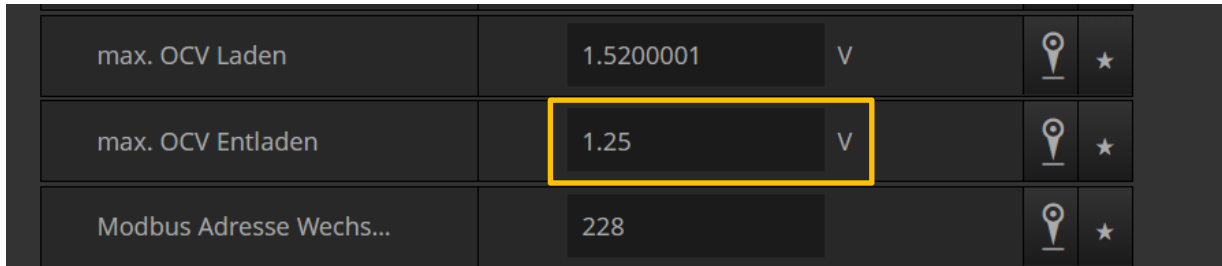 max. OCV Laden 1.5200001 V
max. OCV Entladen 1.25 V
Modbus Adresse Wechs... 228